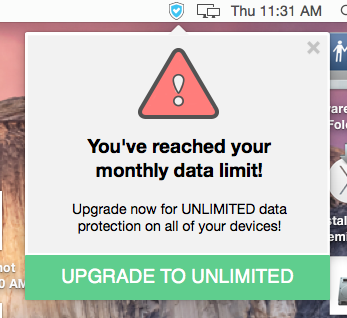 Thu 11:31 AM
You've reached your
monthly data limit!
Upgrade now for UNLIMITED data
protection on all of your devices!
UPGRADE TO UNLIMITED